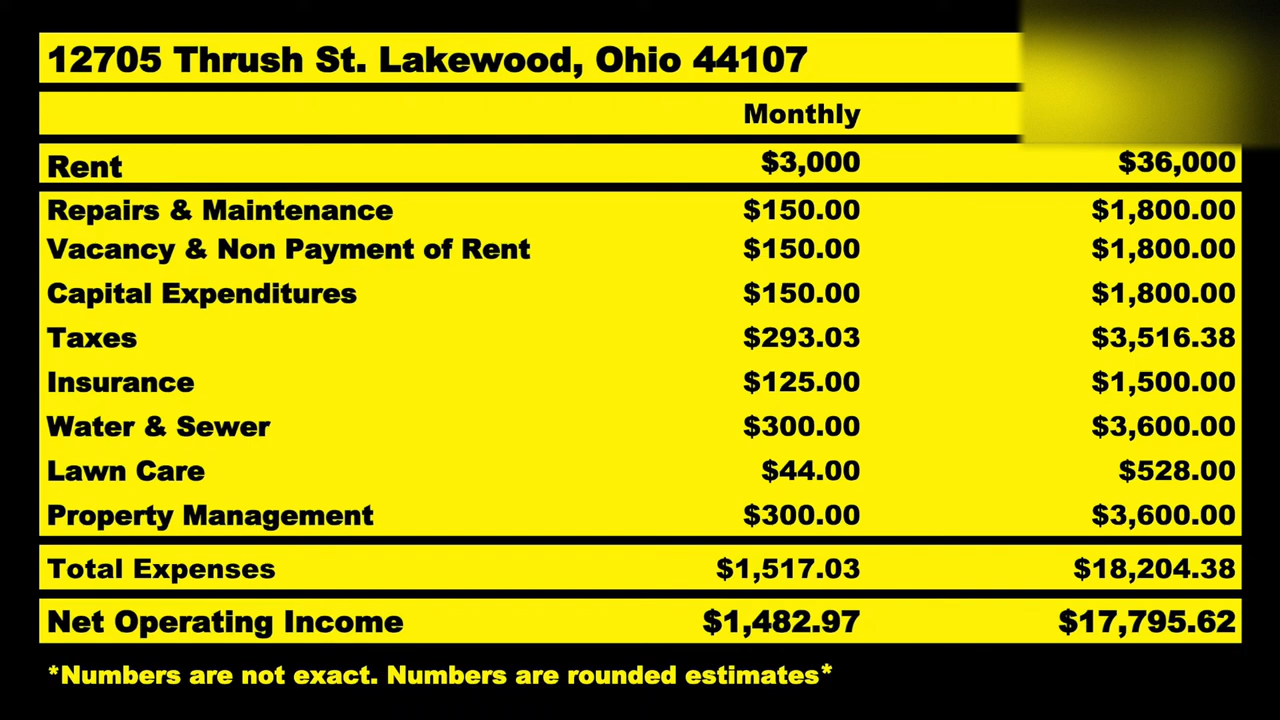 12705 Thrush St. Lakewood, Ohio 44107
Monthly
Rent $3,000 $36,000
Repairs & Maintenance $150.00 $1,800.00
Vacancy & Non Payment of Rent $150.00 $1,800.00
Capital Expenditures $150.00 $1,800.00
Taxes $293.03 $3,516.38
Insurance $125.00 $1,500.00
Water & Sewer $300.00 $3,600.00
Lawn Care $44.00 $528.00
Property Management $300.00 $3,600.00
Total Expenses $1,517.03 $18,204.38
Net Operating Income $1,482.97 $17,795.62
*Numbers are not exact. Numbers are rounded estimates*